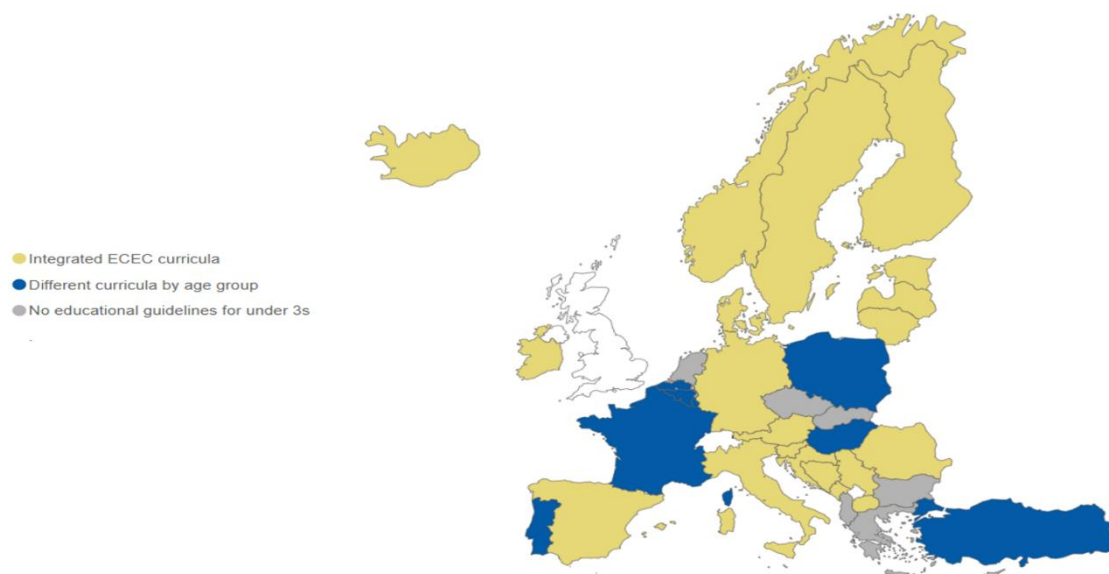 Integrated ECEC curricula
Different curricula by age group
No educational guidelines for under 3s